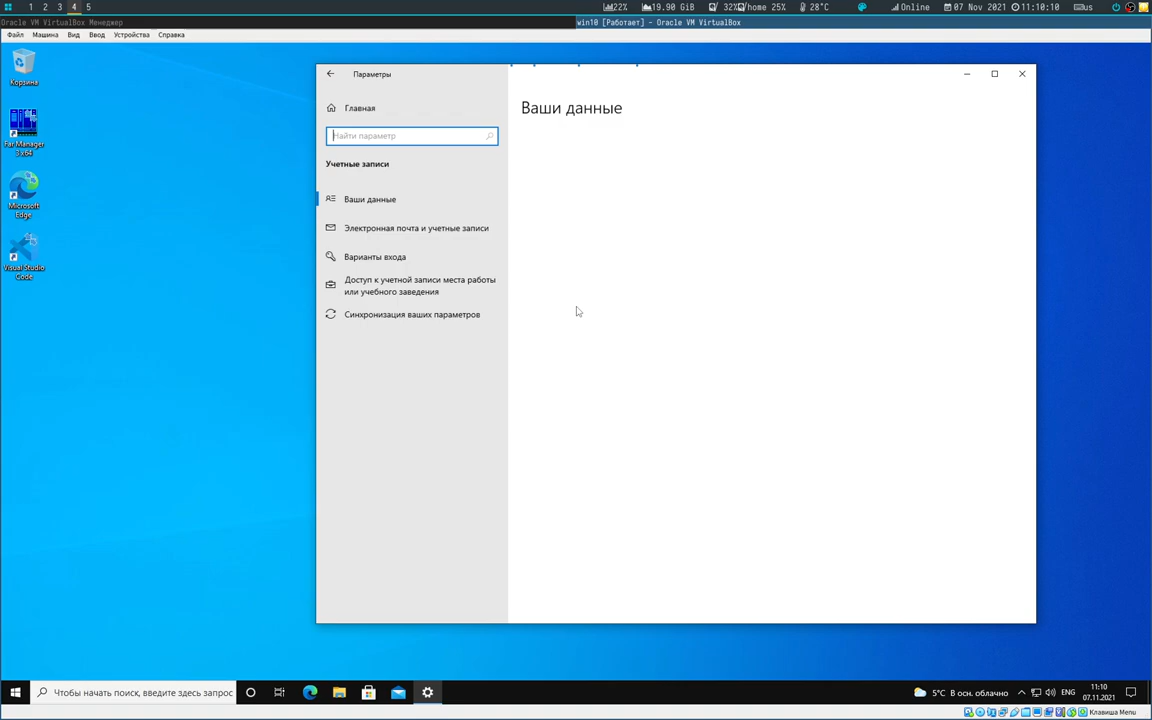 1 2 3 4 5
22% 19.90 GiB 32% /home 25% 28°C Online 07 Nov 2021 11:10:10 us
Oracle VM VirtualBox Менеджер
win10 [Работает] - Oracle VM VirtualBox
Файл Машина Вид Ввод Устройства Справка
Корзина
Far Manager
3 x64
Microsoft
Edge
Visual Studio
Code
Параметры
Главная
Найти параметр
Учетные записи
Ваши данные
Электронная почта и учетные записи
Варианты входа
Доступ к учетной записи места работы
или учебного заведения
Синхронизация ваших параметров
Ваши данные
Чтобы начать поиск, введите здесь запрос
5°C В осн. облачно
ENG
11:10
07.11.2021
Клавиша Menu